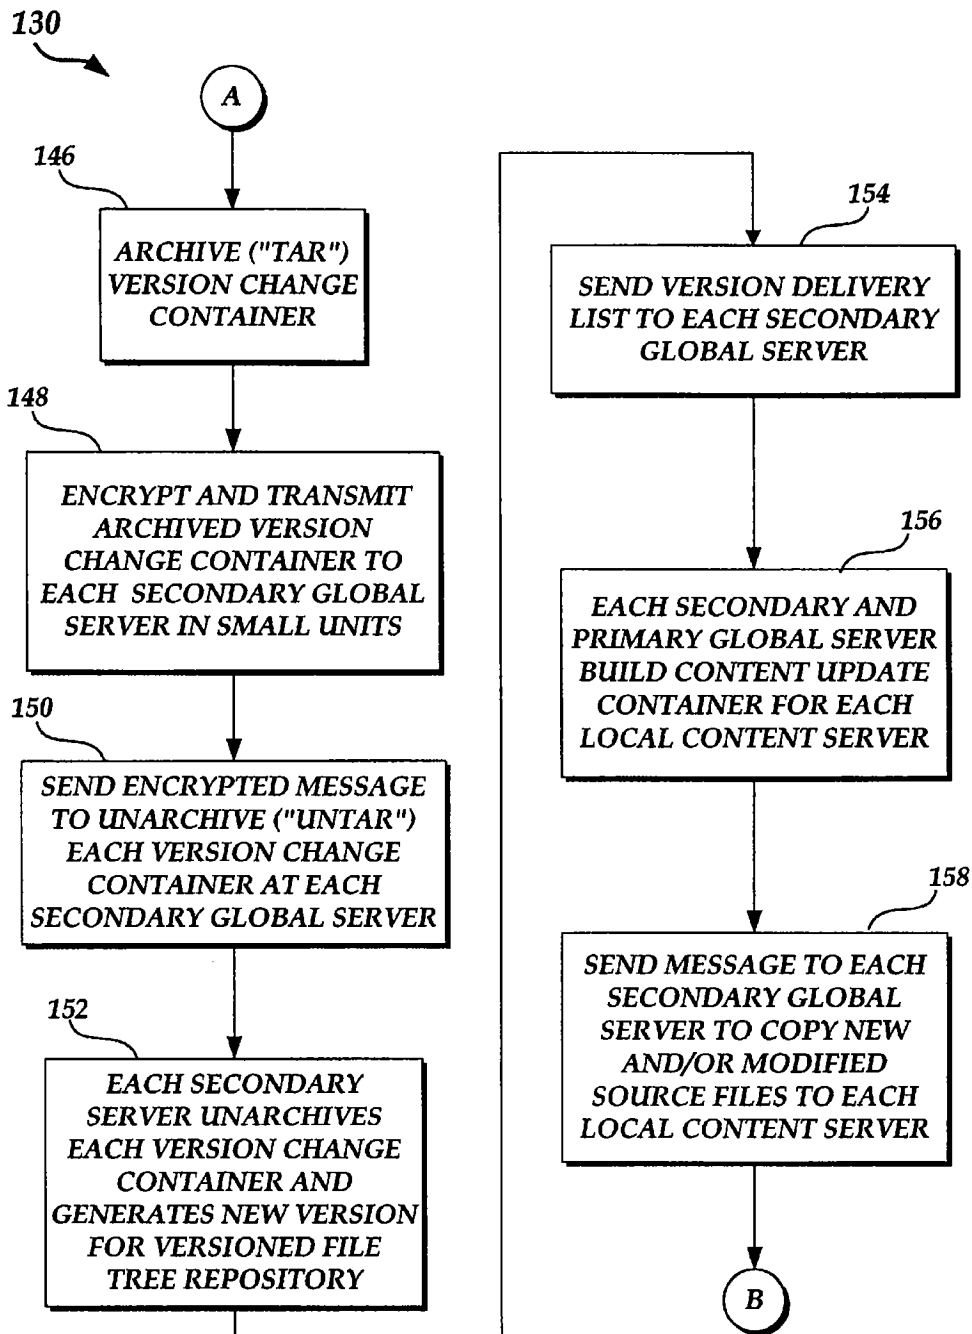 130
A
146
ARCHIVE ("TAR")
VERSION CHANGE
CONTAINER
148
ENCRYPT AND TRANSMIT
ARCHIVED VERSION
CHANGE CONTAINER TO
EACH SECONDARY GLOBAL
SERVER IN SMALL UNITS
150
SEND ENCRYPTED MESSAGE
TO UNARCHIVE ("UNTAR")
EACH VERSION CHANGE
CONTAINER AT EACH
SECONDARY GLOBAL SERVER
152
EACH SECONDARY
SERVER UNARCHIVES
EACH VERSION CHANGE
CONTAINER AND
GENERATES NEW VERSION
FOR VERSIONED FILE
TREE REPOSITORY
154
SEND VERSION DELIVERY
LIST TO EACH SECONDARY
GLOBAL SERVER
156
EACH SECONDARY AND
PRIMARY GLOBAL SERVER
BUILD CONTENT UPDATE
CONTAINER FOR EACH
LOCAL CONTENT SERVER
158
SEND MESSAGE TO EACH
SECONDARY GLOBAL
SERVER TO COPY NEW
AND/OR MODIFIED
SOURCE FILES TO EACH
LOCAL CONTENT SERVER
B